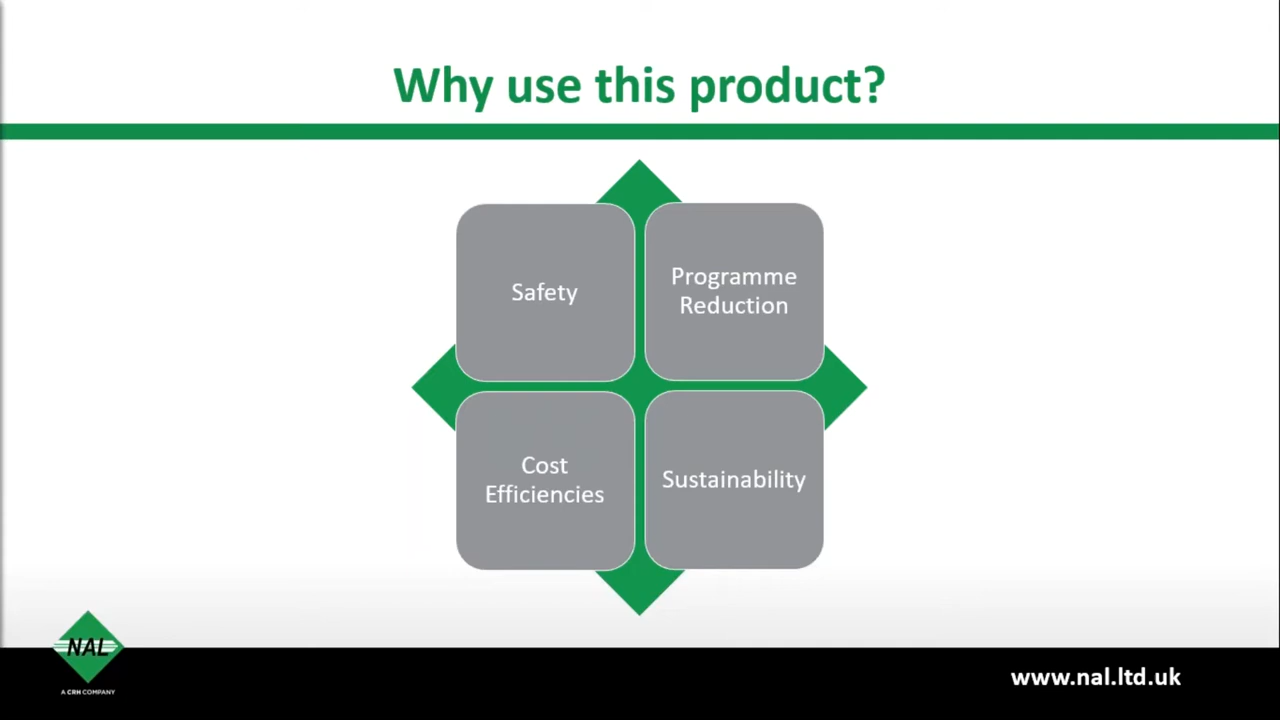 Why use this product?
Safety
Programme
Reduction
Cost
Efficiencies
Sustainability
NAL
A CRH COMPANY
www.nal.ltd.uk